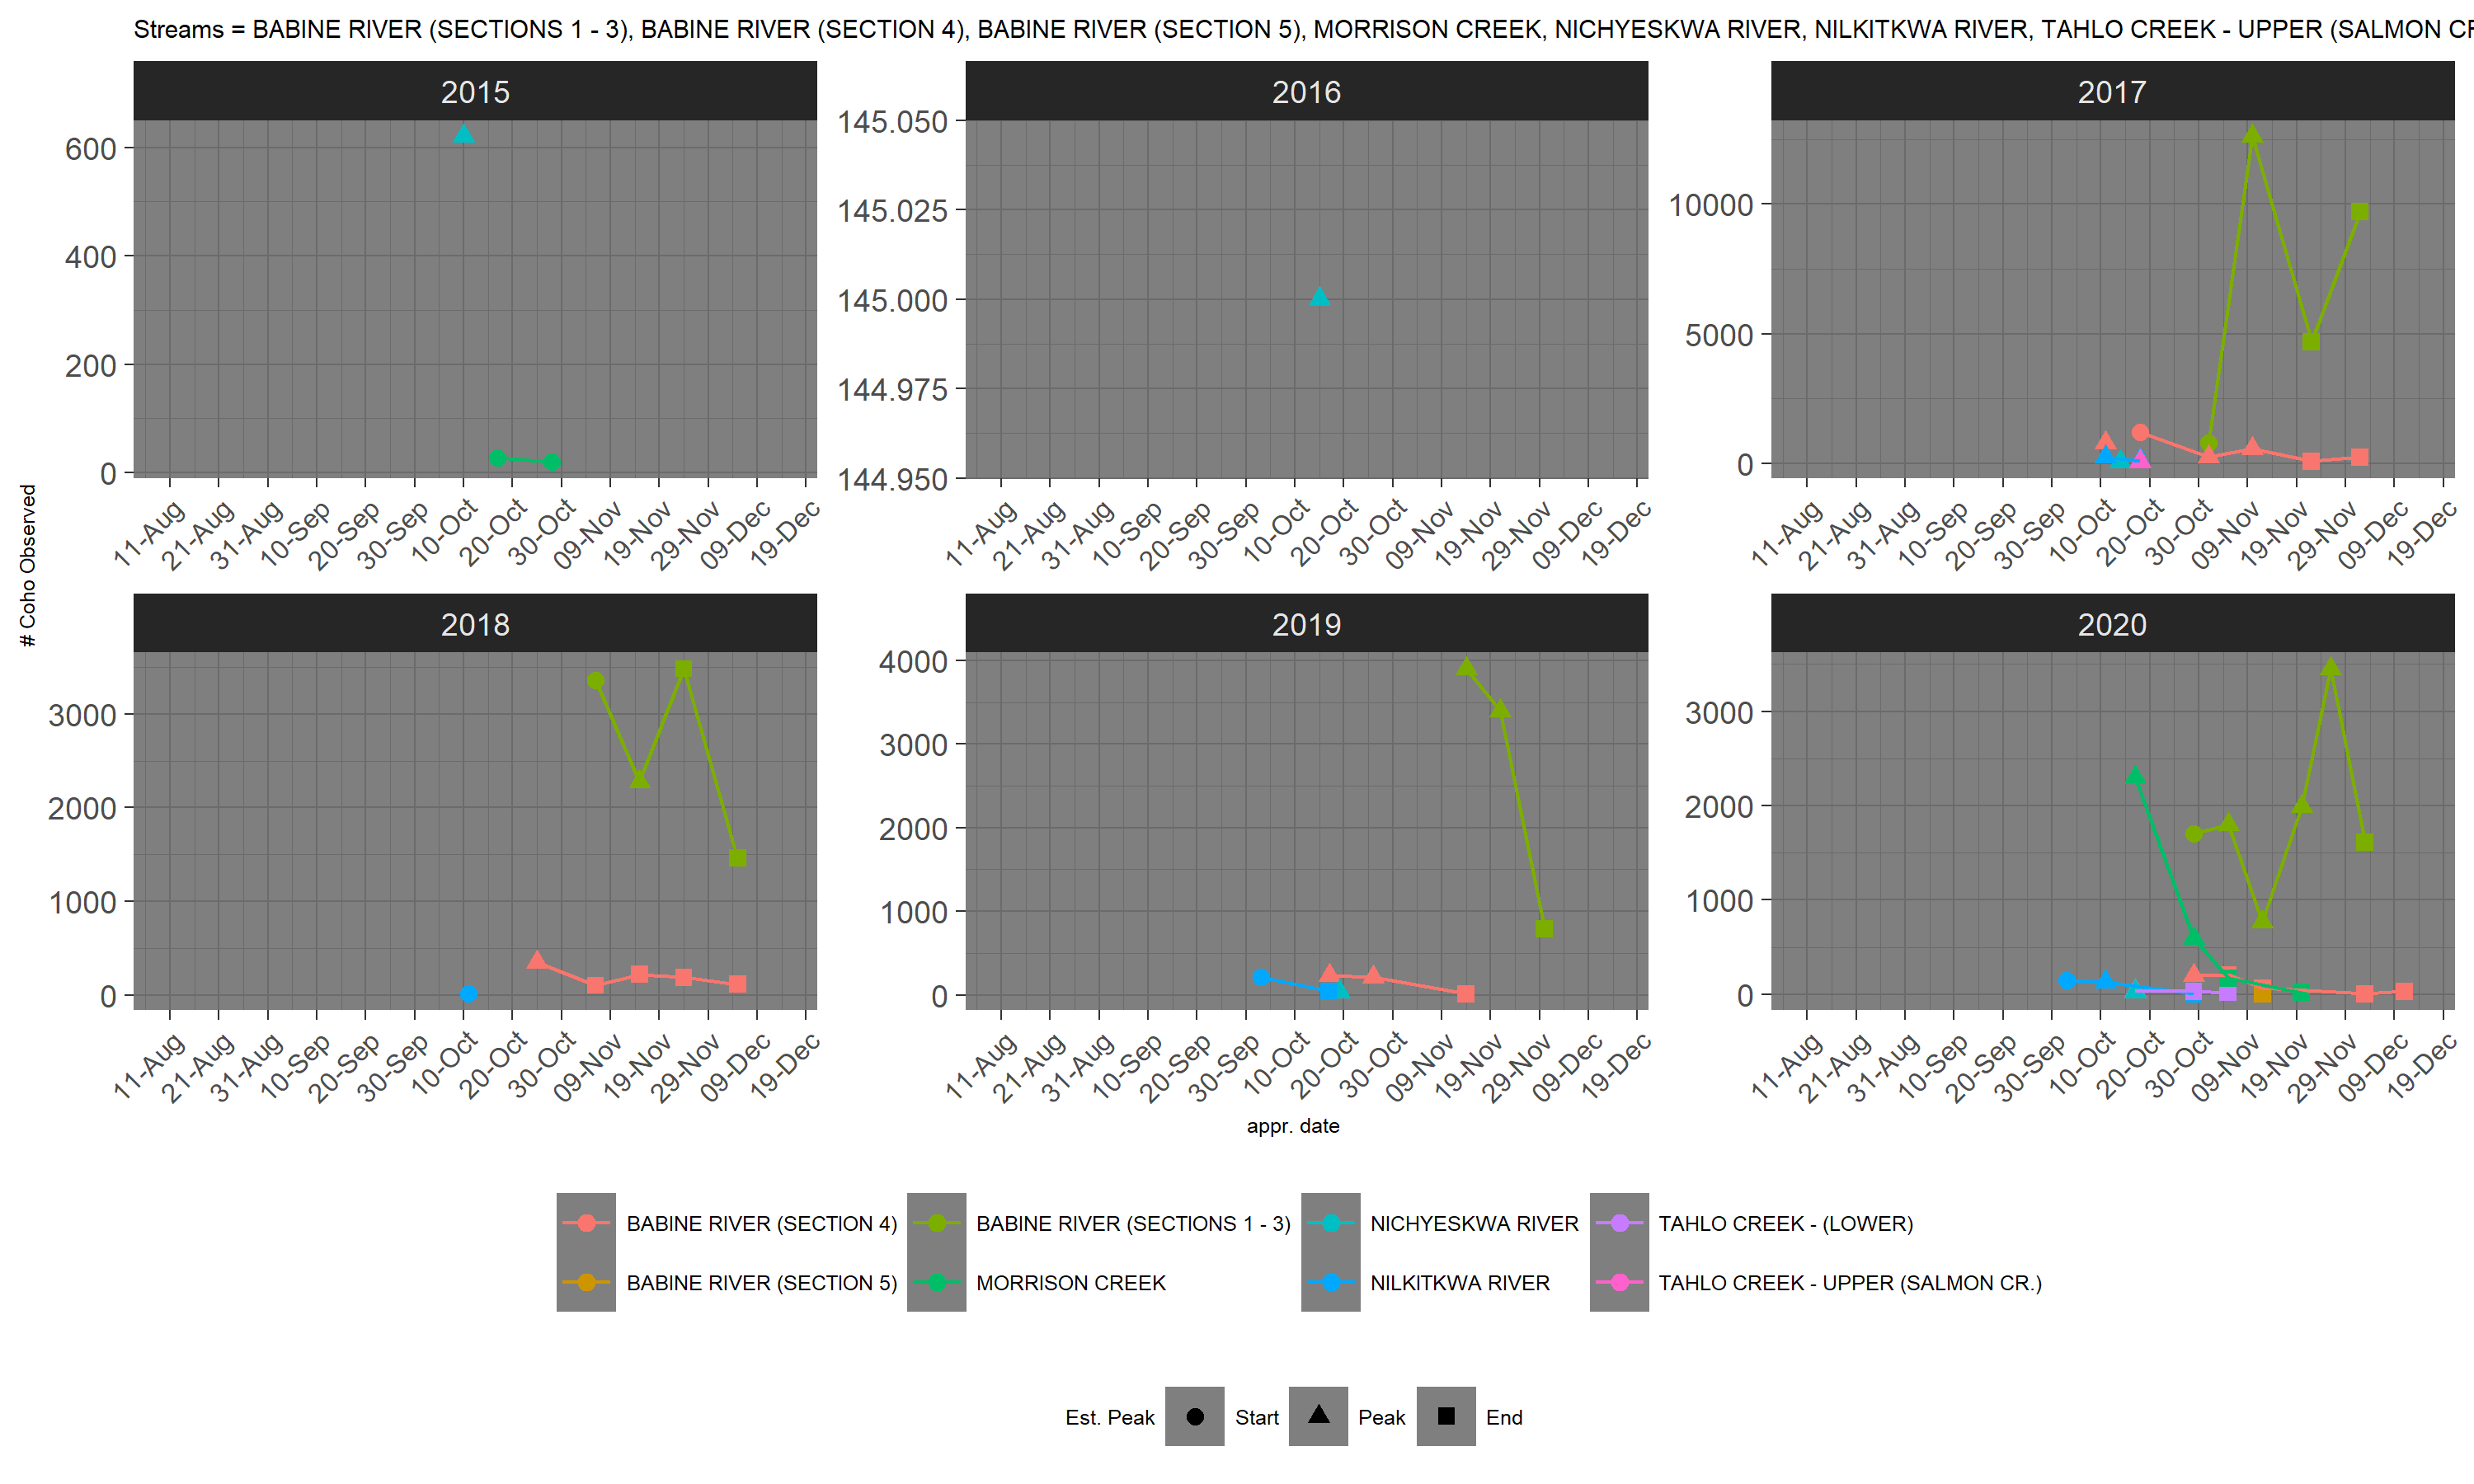 Streams = BABINE RIVER (SECTIONS 1 - 3), BABINE RIVER (SECTION 4), BABINE RIVER (SECTION 5), MORRISON CREEK, NICHYESKWA RIVER, NILKITKWA RIVER, TAHLO CREEK - UPPER (SALMON CR
2015
2016
2017
600
400
200
0
145.050
145.025
145.000
144.975
144.950
10000
5000
0
11-Aug 21-Aug 31-Aug 10-Sep 20-Sep 30-Sep 10-Oct 20-Oct 30-Oct 09-Nov 19-Nov 29-Nov 09-Dec 19-Dec
11-Aug 21-Aug 31-Aug 10-Sep 20-Sep 30-Sep 10-Oct 20-Oct 30-Oct 09-Nov 19-Nov 29-Nov 09-Dec 19-Dec
11-Aug 21-Aug 31-Aug 10-Sep 20-Sep 30-Sep 10-Oct 20-Oct 30-Oct 09-Nov 19-Nov 29-Nov 09-Dec 19-Dec
# Coho Observed
2018
2019
2020
3000
2000
1000
0
4000
3000
2000
1000
0
3000
2000
1000
0
11-Aug 21-Aug 31-Aug 10-Sep 20-Sep 30-Sep 10-Oct 20-Oct 30-Oct 09-Nov 19-Nov 29-Nov 09-Dec 19-Dec
11-Aug 21-Aug 31-Aug 10-Sep 20-Sep 30-Sep 10-Oct 20-Oct 30-Oct 09-Nov 19-Nov 29-Nov 09-Dec 19-Dec
11-Aug 21-Aug 31-Aug 10-Sep 20-Sep 30-Sep 10-Oct 20-Oct 30-Oct 09-Nov 19-Nov 29-Nov 09-Dec 19-Dec
appr. date
BABINE RIVER (SECTION 4) BABINE RIVER (SECTIONS 1 - 3) NICHYESKWA RIVER TAHLO CREEK - (LOWER)
BABINE RIVER (SECTION 5) MORRISON CREEK NILKITKWA RIVER TAHLO CREEK - UPPER (SALMON CR.)
Est. Peak Start Peak End